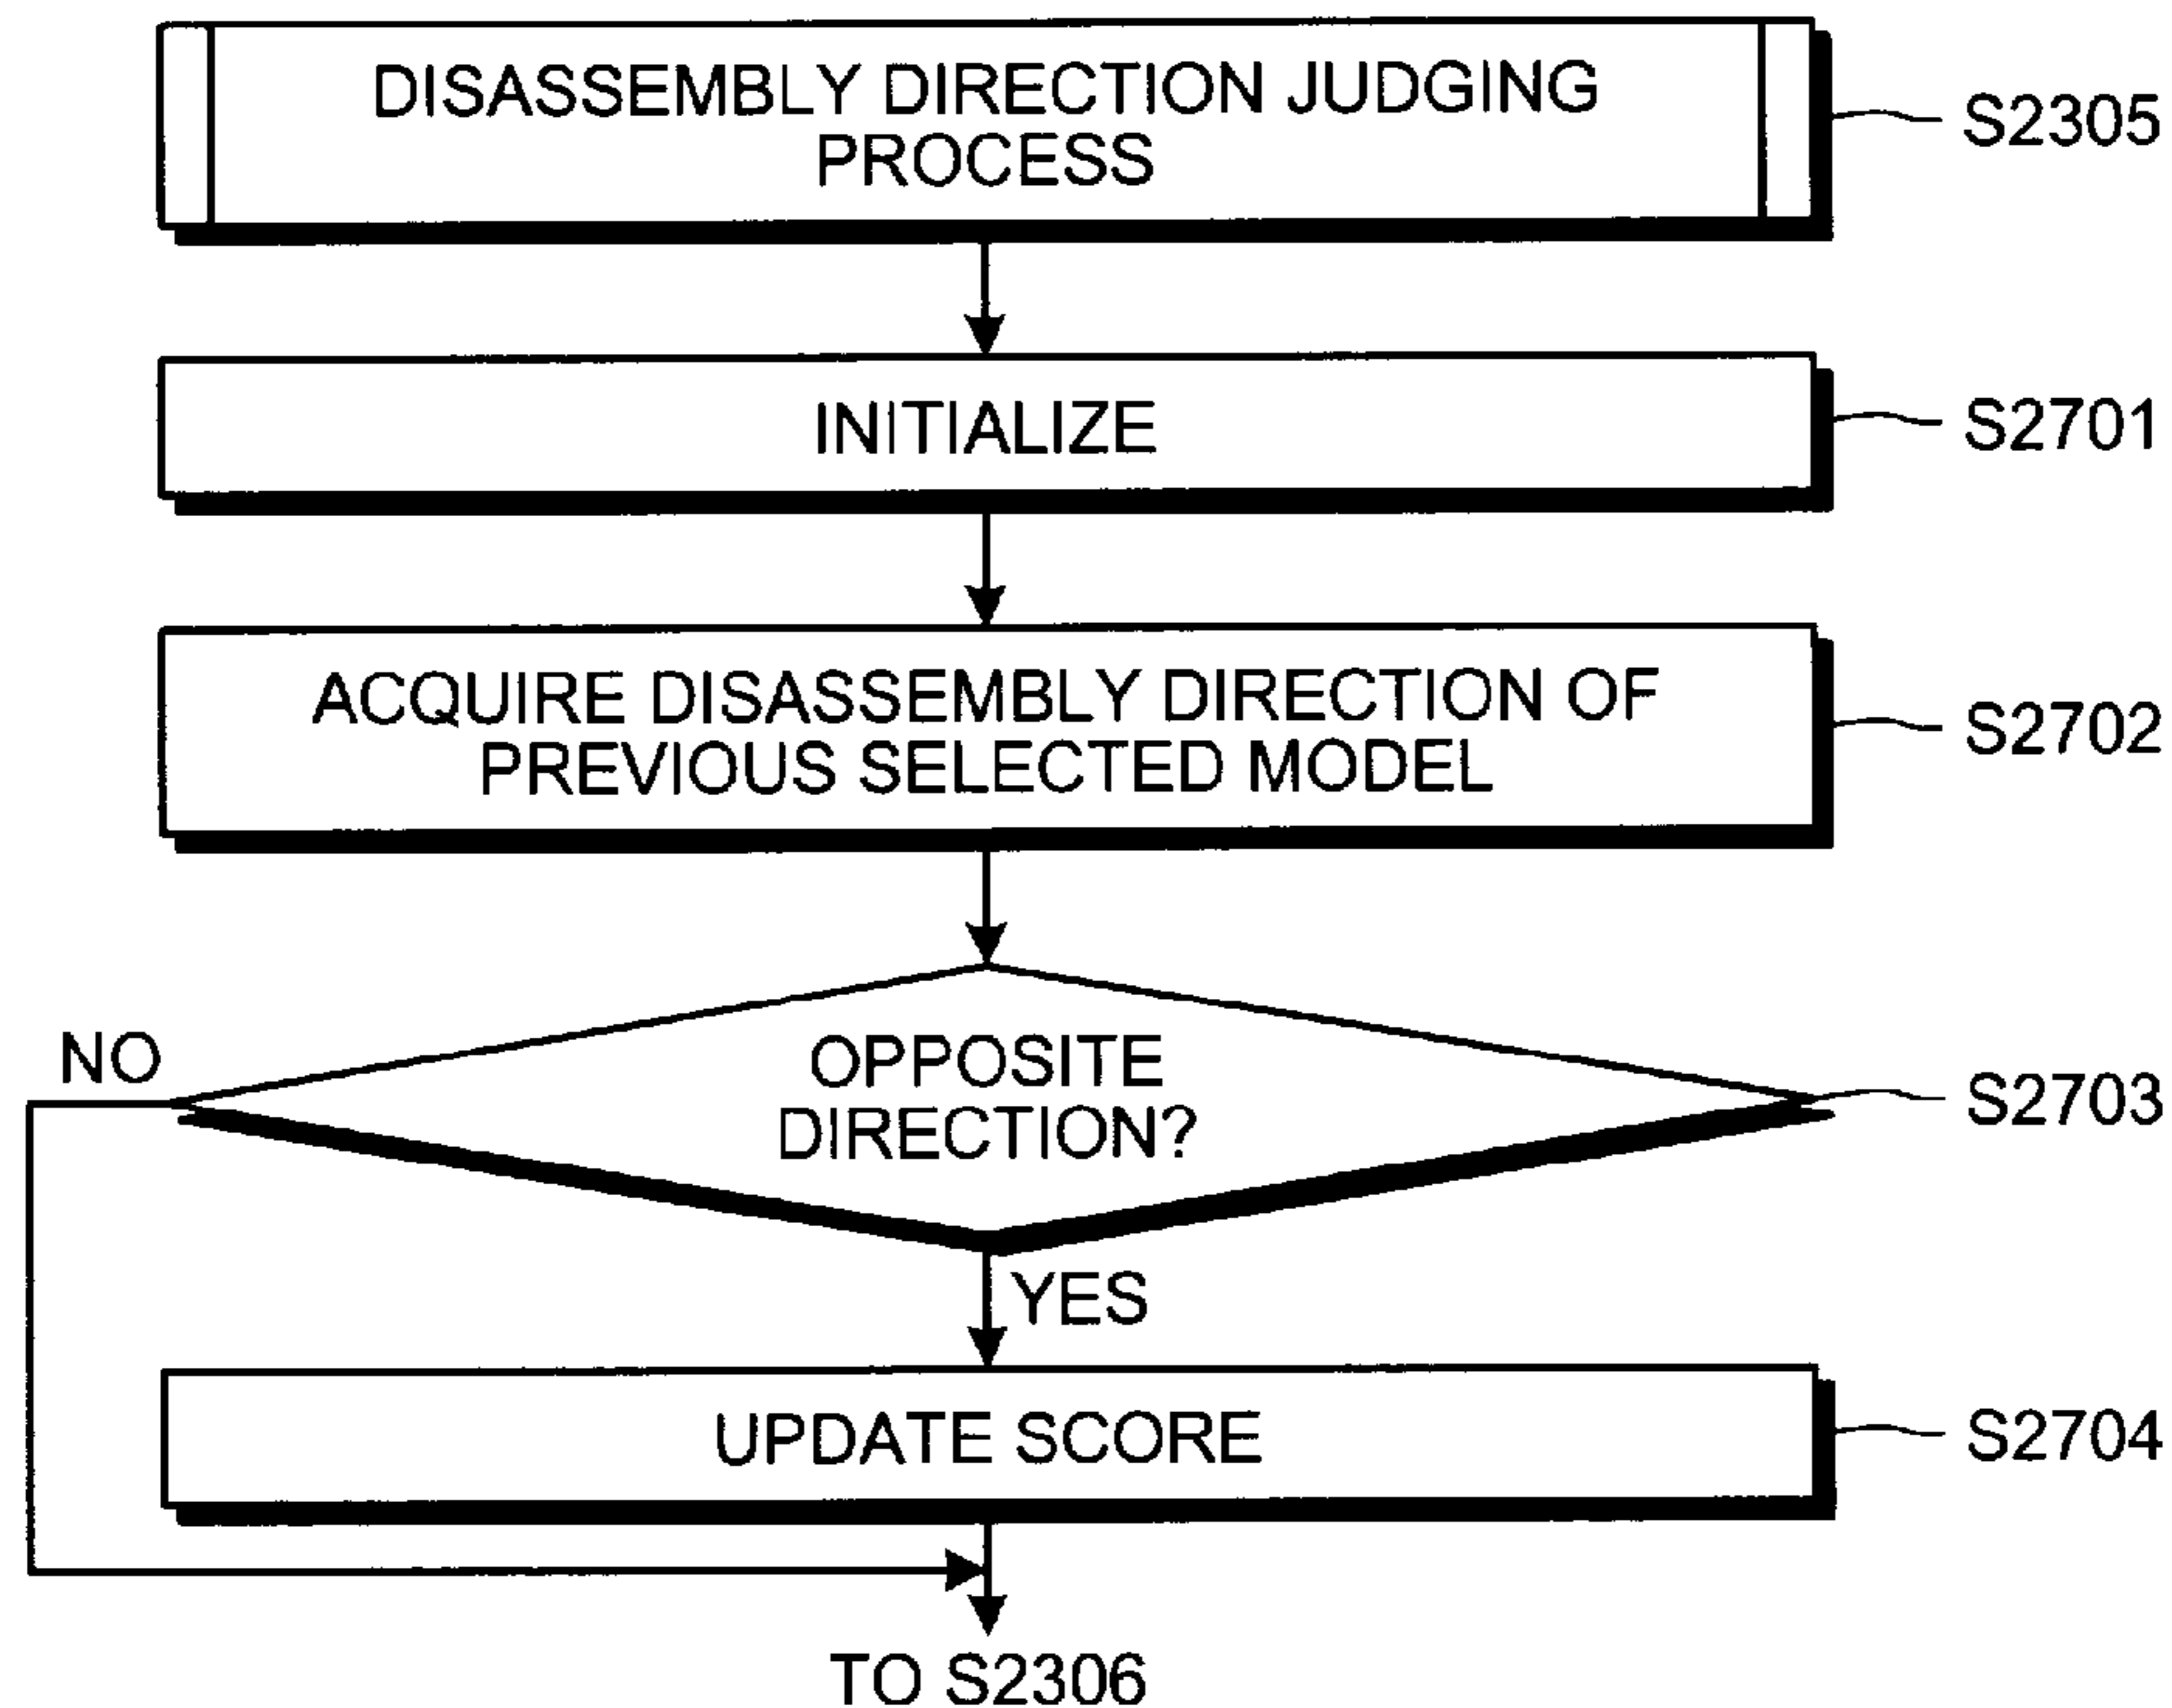 DISASSEMBLY DIRECTION JUDGING
PROCESS
S2305
INITIALIZE
S2701
ACQUIRE DISASSEMBLY DIRECTION OF
PREVIOUS SELECTED MODEL
S2702
NO
OPPOSITE
DIRECTION?
S2703
YES
UPDATE SCORE
S2704
TO S2306